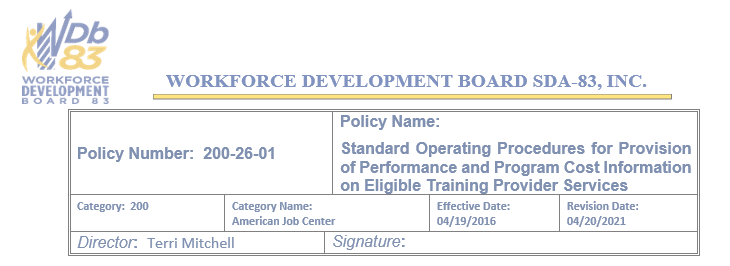 WDb
83
WORKFORCE
DEVELOPMENT
BOARD 83
WORKFORCE DEVELOPMENT BOARD SDA-83, INC.
Policy Number: 200-26-01
Policy Name:
Standard Operating Procedures for Provision
of Performance and Program Cost Information
on Eligible Training Provider Services
Category: 200
Category Name:
American Job Center
Effective Date:
04/19/2016
Revision Date:
04/20/2021
Director: Terri Mitchell
Signature: